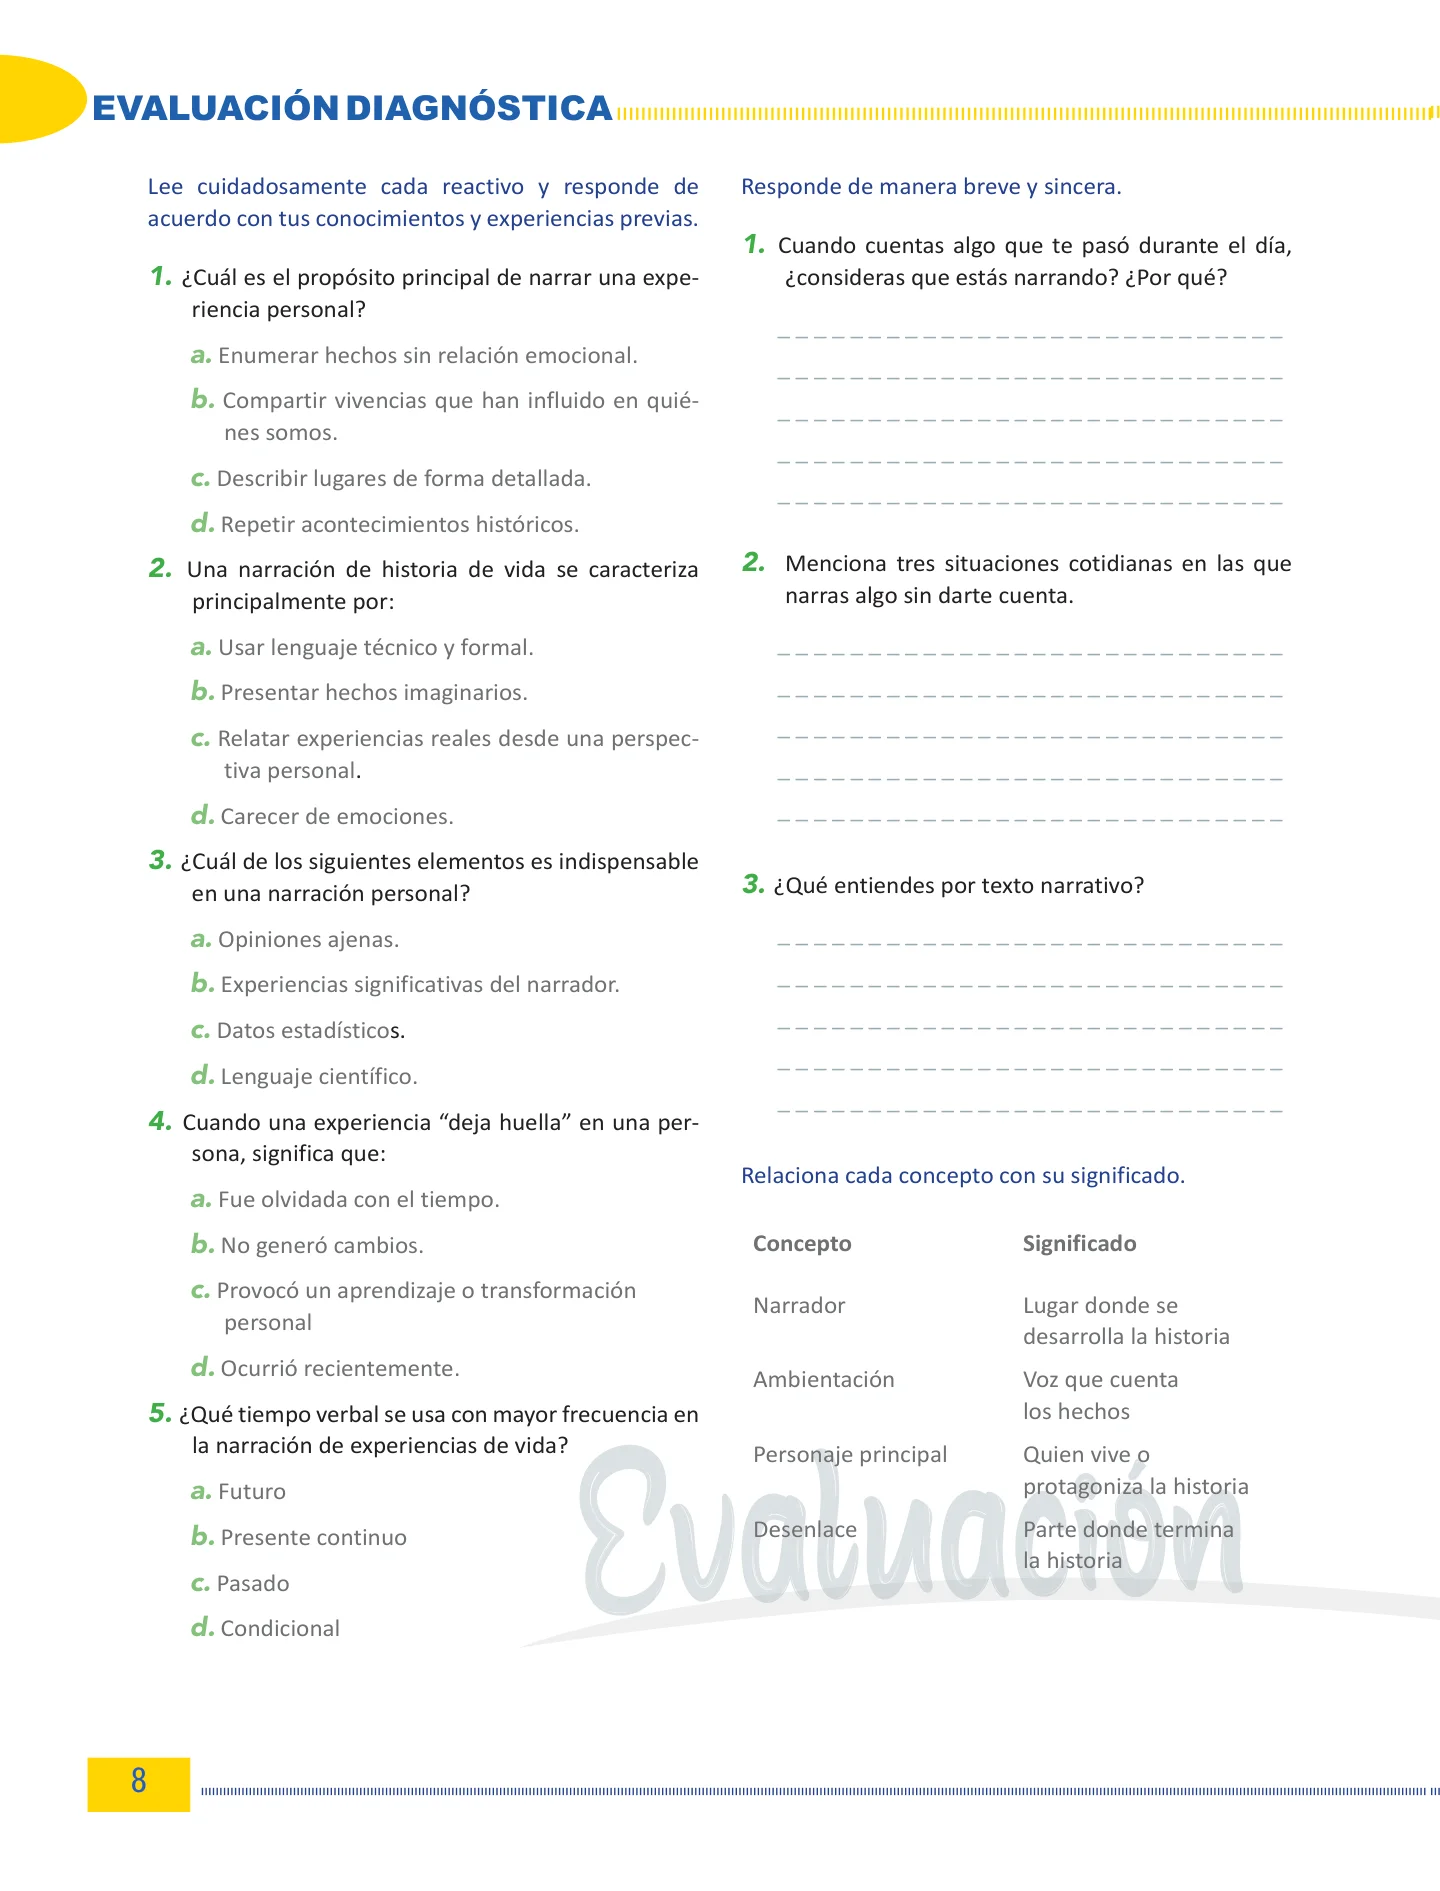 EVALUACIÓN DIAGNÓSTICA
Lee cuidadosamente cada reactivo y responde de
acuerdo con tus conocimientos y experiencias previas.
1. ¿Cuál es el propósito principal de narrar una expe-
riencia personal?
a. Enumerar hechos sin relación emocional.
b. Compartir vivencias que han influido en quié-
nes somos.
c. Describir lugares de forma detallada.
d. Repetir acontecimientos históricos.
2. Una narración de historia de vida se caracteriza
principalmente por:
a. Usar lenguaje técnico y formal.
b. Presentar hechos imaginarios.
c. Relatar experiencias reales desde una perspec-
tiva personal.
d. Carecer de emociones.
3. ¿Cuál de los siguientes elementos es indispensable
en una narración personal?
a. Opiniones ajenas.
b. Experiencias significativas del narrador.
c. Datos estadísticos.
d. Lenguaje científico.
4. Cuando una experiencia “deja huella” en una per-
sona, significa que:
a. Fue olvidada con el tiempo.
b. No generó cambios.
c. Provocó un aprendizaje o transformación
personal
d. Ocurrió recientemente.
5. ¿Qué tiempo verbal se usa con mayor frecuencia en
la narración de experiencias de vida?
a. Futuro
b. Presente continuo
c. Pasado
d. Condicional
Responde de manera breve y sincera.
1. Cuando cuentas algo que te pasó durante el día,
¿consideras que estás narrando? ¿Por qué?
2. Menciona tres situaciones cotidianas en las que
narras algo sin darte cuenta.
3. ¿Qué entiendes por texto narrativo?
Relaciona cada concepto con su significado.
Concepto Significado
Narrador Lugar donde se
desarrolla la historia
Ambientación Voz que cuenta
los hechos
Personaje principal Quien vive o
protagoniza la historia
Desenlace Parte donde termina
la historia
Evaluación
8